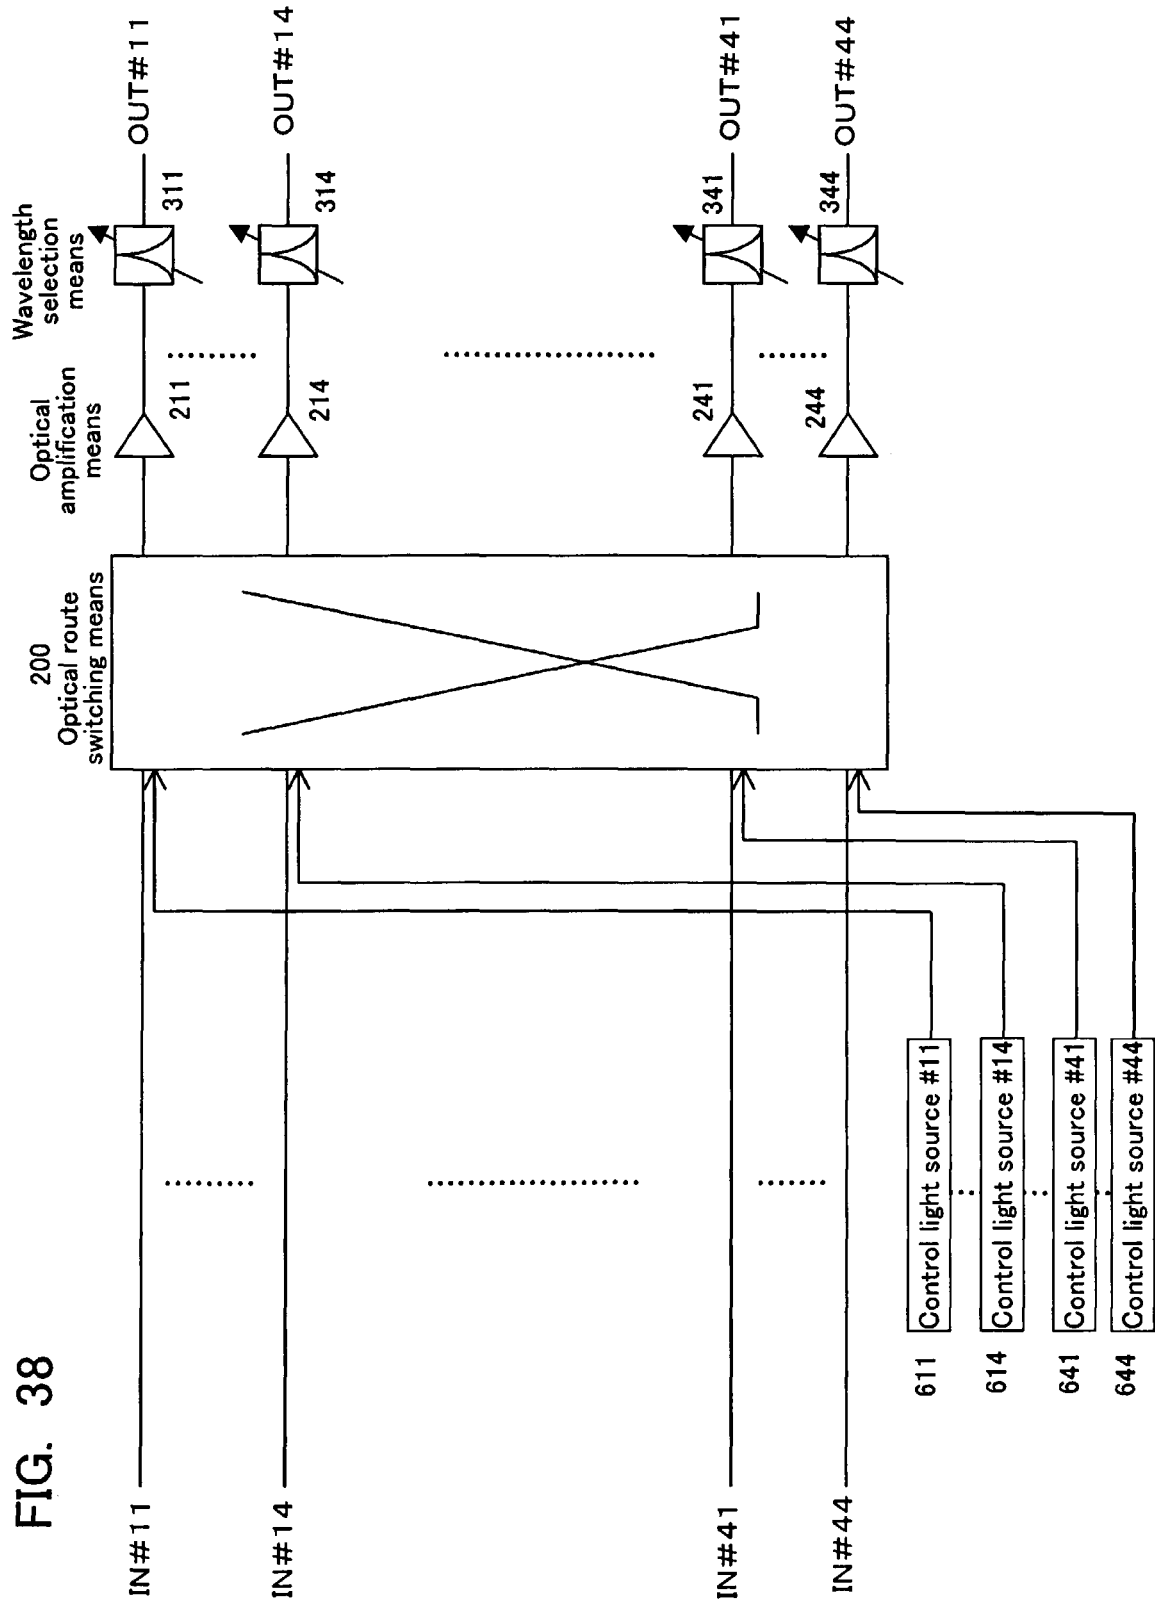 FIG. 38
200
Optical route
switching means
Optical
amplification
means
Wavelength
selection
means
IN#11
211
311
OUT#11
IN#14
214
314
OUT#14
IN#41
241
341
OUT#41
IN#44
244
344
OUT#44
611
Control light source #11
614
Control light source #14
641
Control light source #41
644
Control light source #44